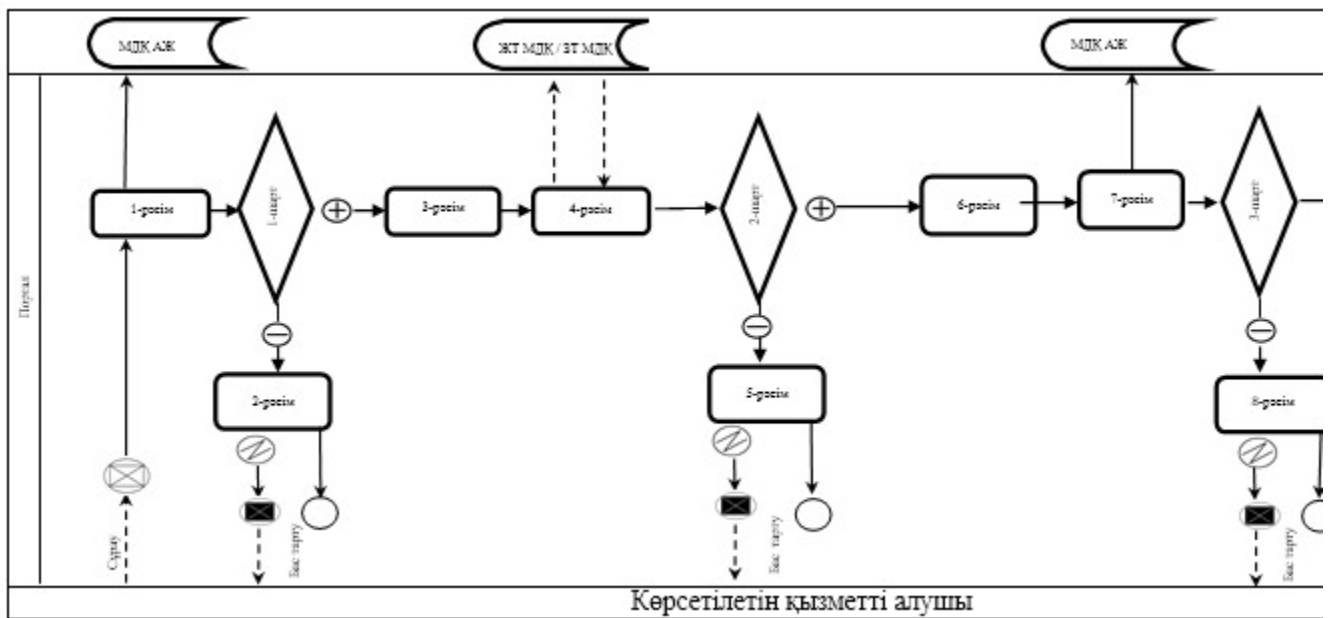 МДҚ АЖ
ЖТ МДҚ / ЗТ МДҚ
МДҚ АЖ
Портал
1-рәсім
1-шарт
3-рәсім
4-рәсім
2-шарт
6-рәсім
7-рәсім
3-шарт
2-рәсім
5-рәсім
8-рәсім
Сұрау
Бас тарту
Бас тарту
Бас тарту
Көрсетілетін қызметті алушы